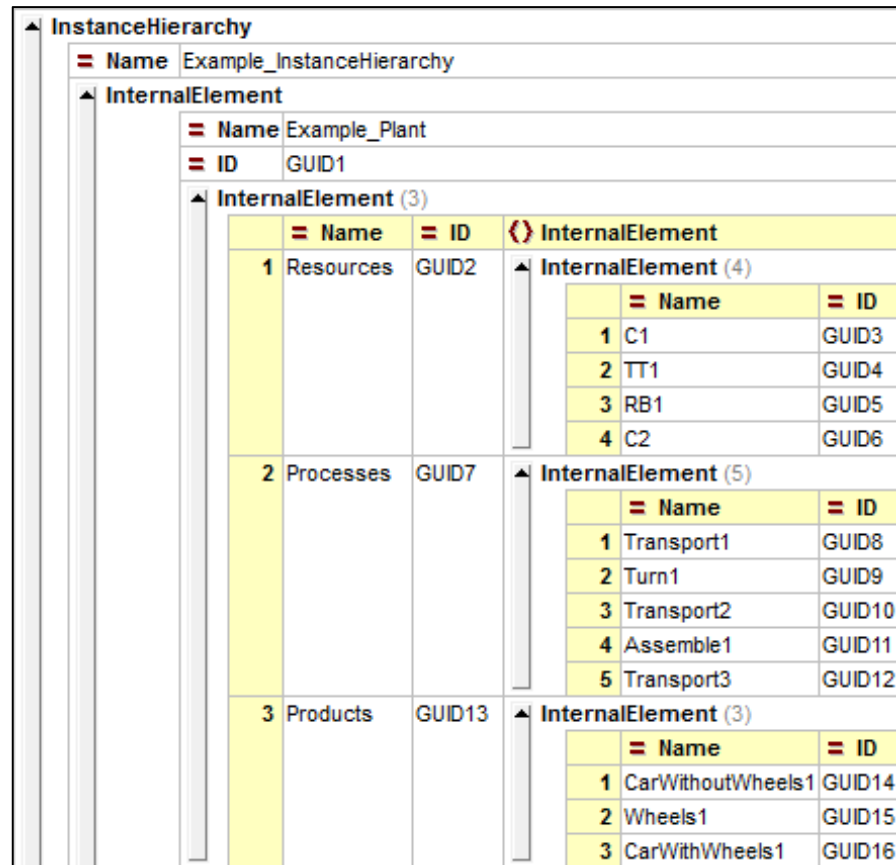 InstanceHierarchy
= Name Example_InstanceHierarchy
InternalElement
= Name Example_Plant
= ID GUID1
InternalElement (3)
= Name = ID {} InternalElement
1 Resources GUID2 InternalElement (4)
= Name = ID
1 C1 GUID3
2 TT1 GUID4
3 RB1 GUID5
4 C2 GUID6
2 Processes GUID7 InternalElement (5)
= Name = ID
1 Transport1 GUID8
2 Turn1 GUID9
3 Transport2 GUID10
4 Assemble1 GUID11
5 Transport3 GUID12
3 Products GUID13 InternalElement (3)
= Name = ID
1 CarWithoutWheels1 GUID14
2 Wheels1 GUID15
3 CarWithWheels1 GUID16